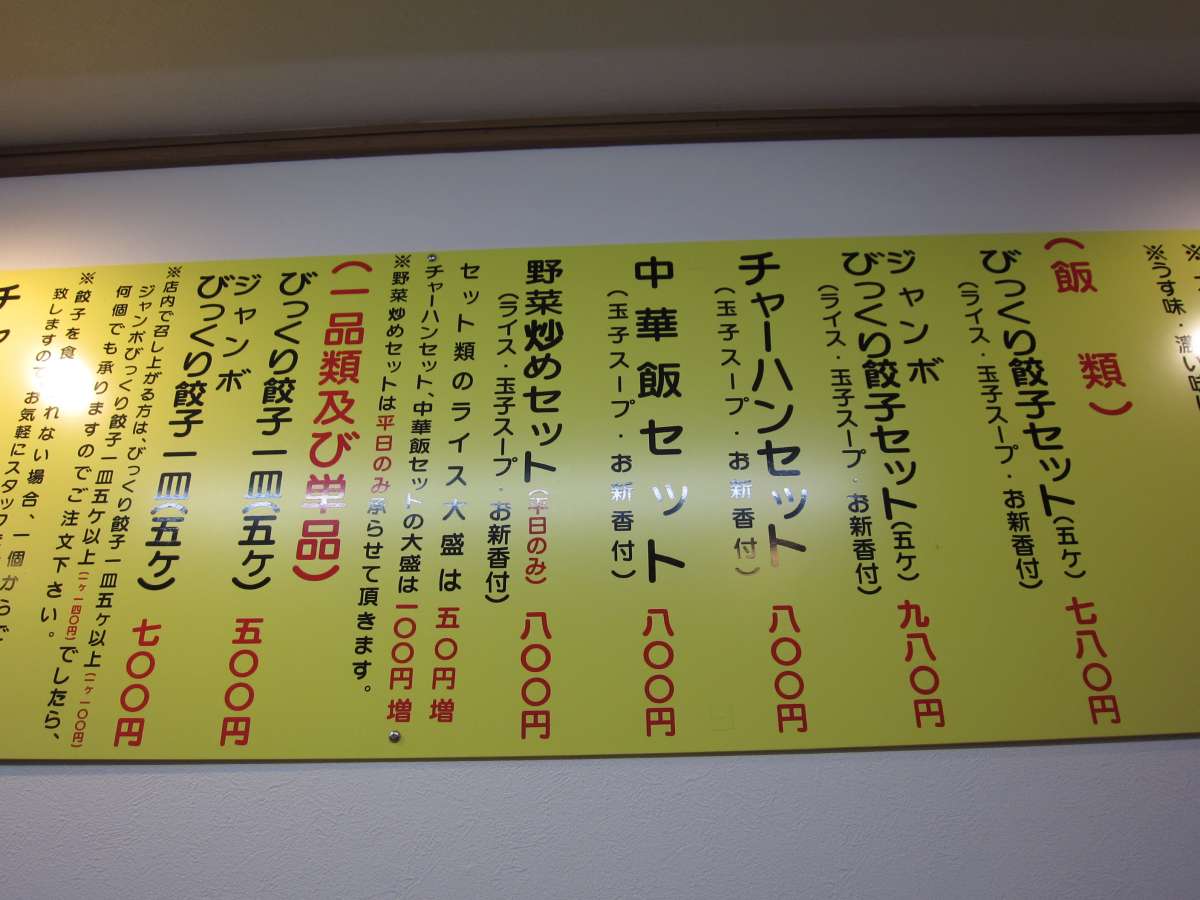 ※うす味・濃い味
(飯 類)
びっくり餃子セット(五ケ) 七八〇円
(ライス・玉子スープ・お新香付)
ジャンボ
びっくり餃子セット(五ケ) 九八〇円
(ライス・玉子スープ・お新香付)
チャーハンセット 八〇〇円
(玉子スープ・お新香付)
中華飯セット 八〇〇円
(玉子スープ・お新香付)
野菜炒めセット(平日のみ) 八〇〇円
(ライス・玉子スープ・お新香付)
セット類のライス大盛は 五〇円増
チャーハンセット、中華飯セットの大盛は一〇〇円増
※野菜炒めセットは平日のみ承らせて頂きます。
(一品類及び単品)
びっくり餃子 一皿(五ケ) 五〇〇円
ジャンボ
びっくり餃子 一皿(五ケ) 七〇〇円
※店内で召し上がる方は、びっくり餃子一皿五ケ以上(一ヶ一〇〇円)
ジャンボびっくり餃子一皿五ケ以上(一ヶ一四〇円)でしたら、
何個でも承りますのでご注文下さい。
※餃子を食 れない場合、一個からで
致しますので、お気軽にスタッフ
チャ